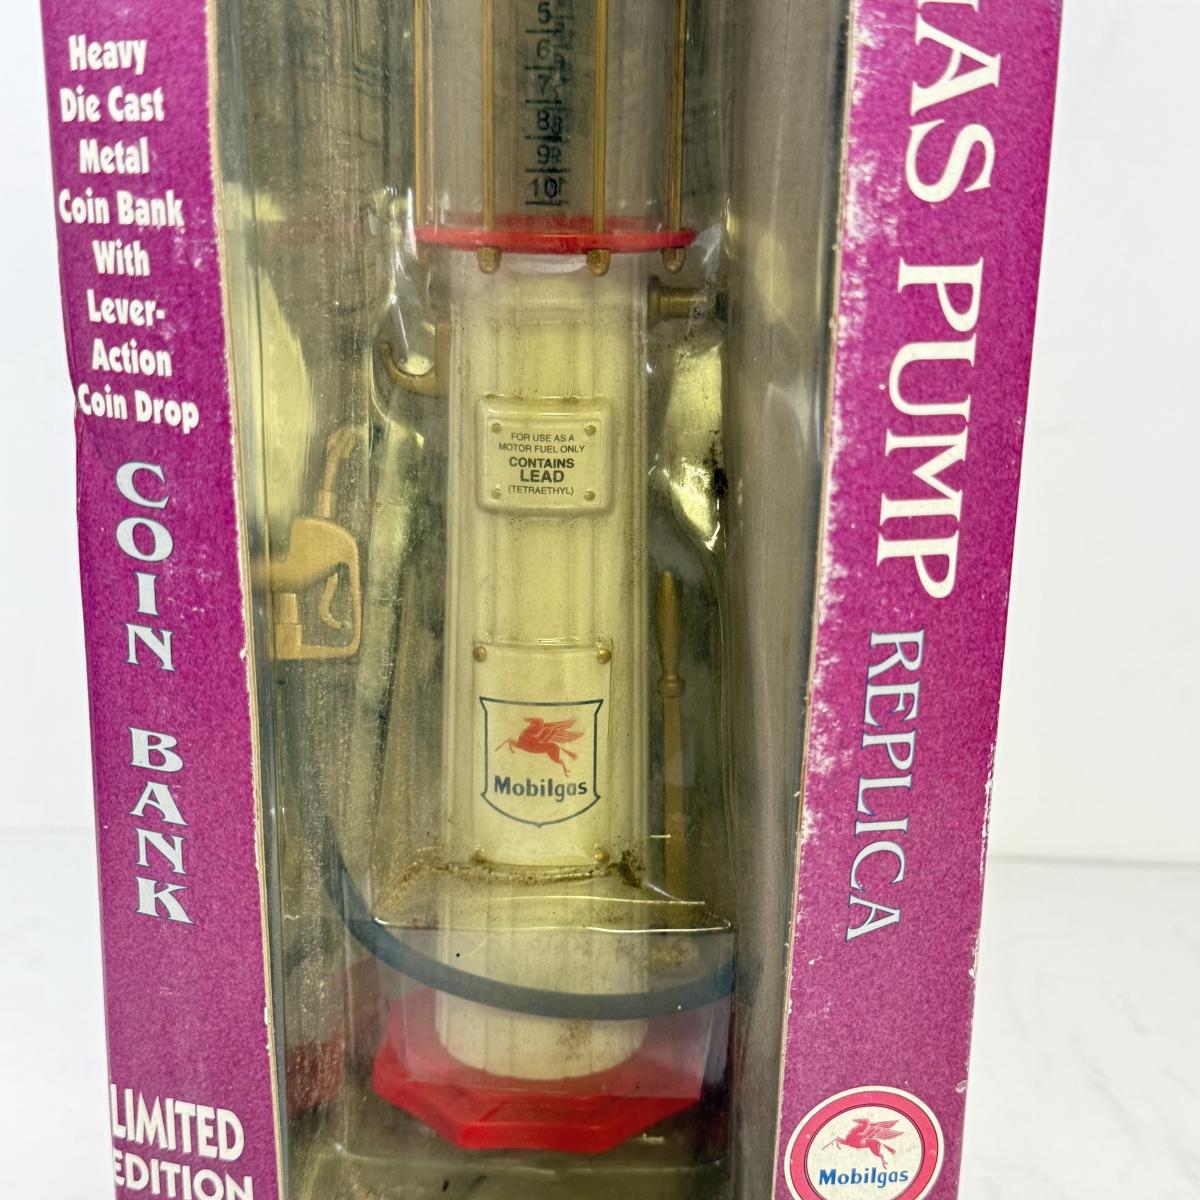 Heavy
Die Cast
Metal
Coin Bank
With
Lever-
Action
Coin Drop
COIN BANK
LIMITED
EDITION
5
6
7
8
9
10
FOR USE AS A
MOTOR FUEL ONLY
CONTAINS
LEAD
(TETRAETHYL)
Mobilgas
GAS PUMP REPLICA
Mobilgas